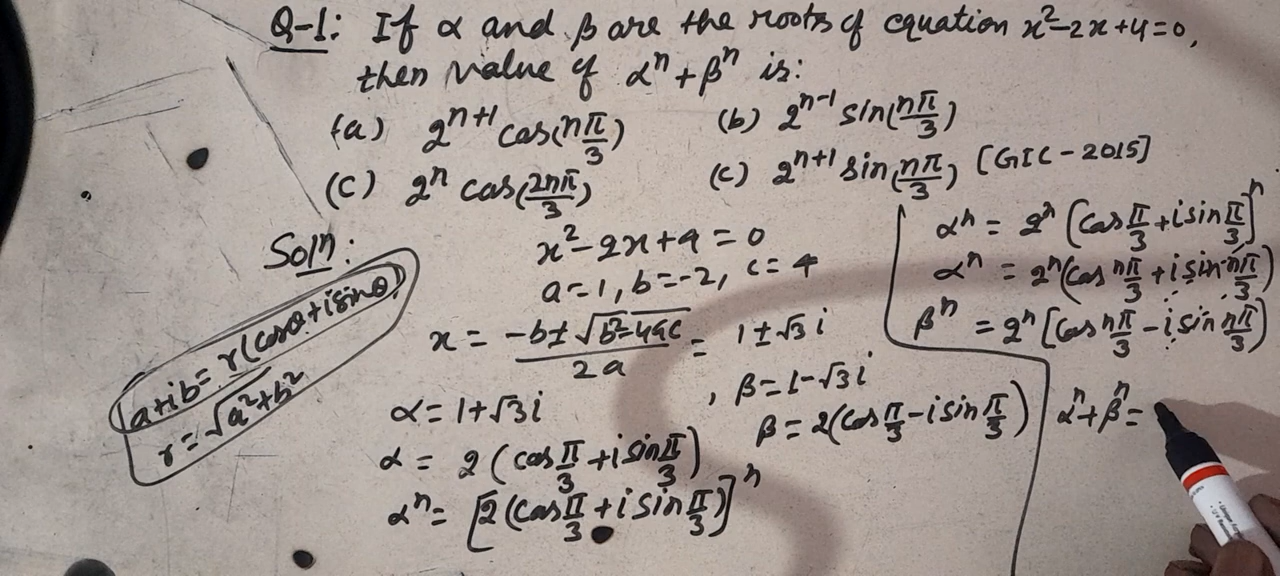 Q-1: If α and β are the roots of equation x²-2x+4=0,
then value of αⁿ+βⁿ is:
(a) 2ⁿ⁺¹ cos(nπ/3)
(b) 2ⁿ⁻¹ sin(nπ/3)
(c) 2ⁿ cos(2nπ/3)
(c) 2ⁿ⁺¹ sin(nπ/3) [GIC-2015]
Solⁿ:
a+ib = r(cosθ+isinθ)
r = √a²+b²
x²-2x+4=0
a=1, b=-2, c=4
x = -b±√b²-4ac/2a = 1±√3 i
α = 1+√3i , β = 1-√3i
α = 2(cos π/3 + i sin π/3)
β = 2(cos π/3 - i sin π/3)
αⁿ = [2(cos π/3 + i sin π/3)]ⁿ
αⁿ = 2ⁿ [cos π/3 + i sin π/3]ⁿ
αⁿ = 2ⁿ(cos nπ/3 + i sin nπ/3)
βⁿ = 2ⁿ[cos nπ/3 - i sin nπ/3)
αⁿ+βⁿ =